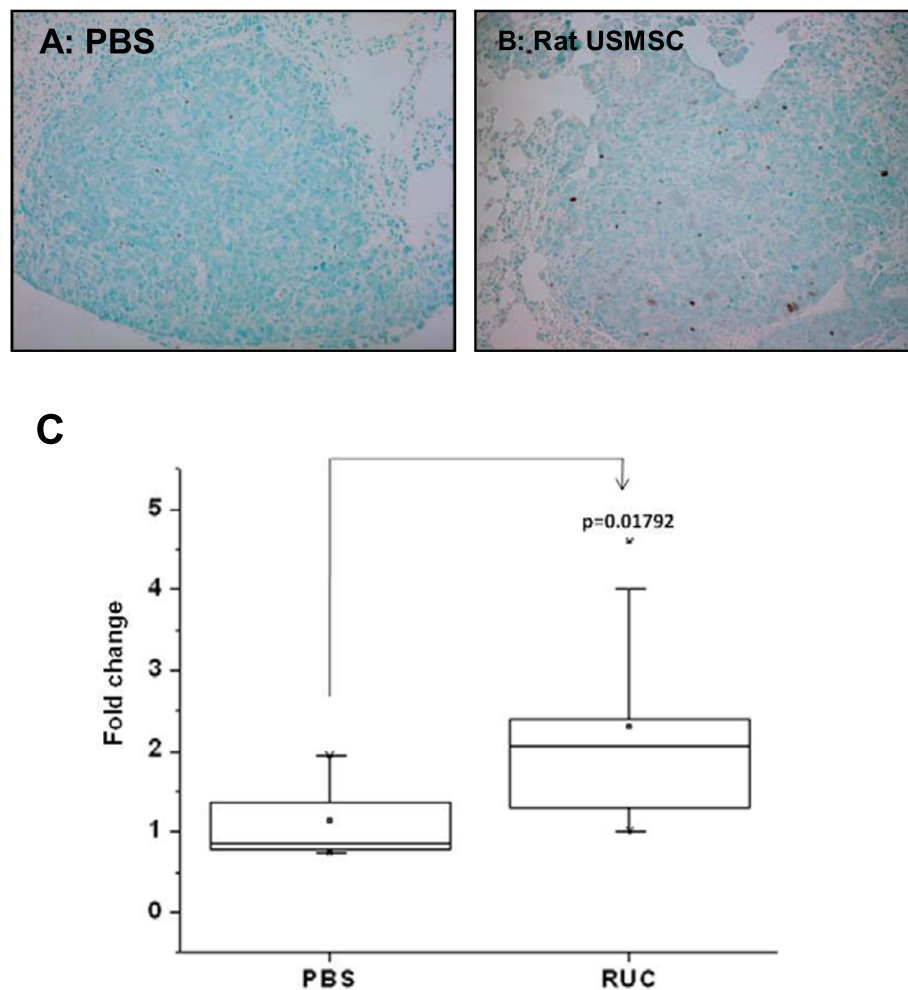 A: PBS
B: Rat USMSC
C
p=0.01792
Fold change
5
4
3
2
1
0
PBS
RUC